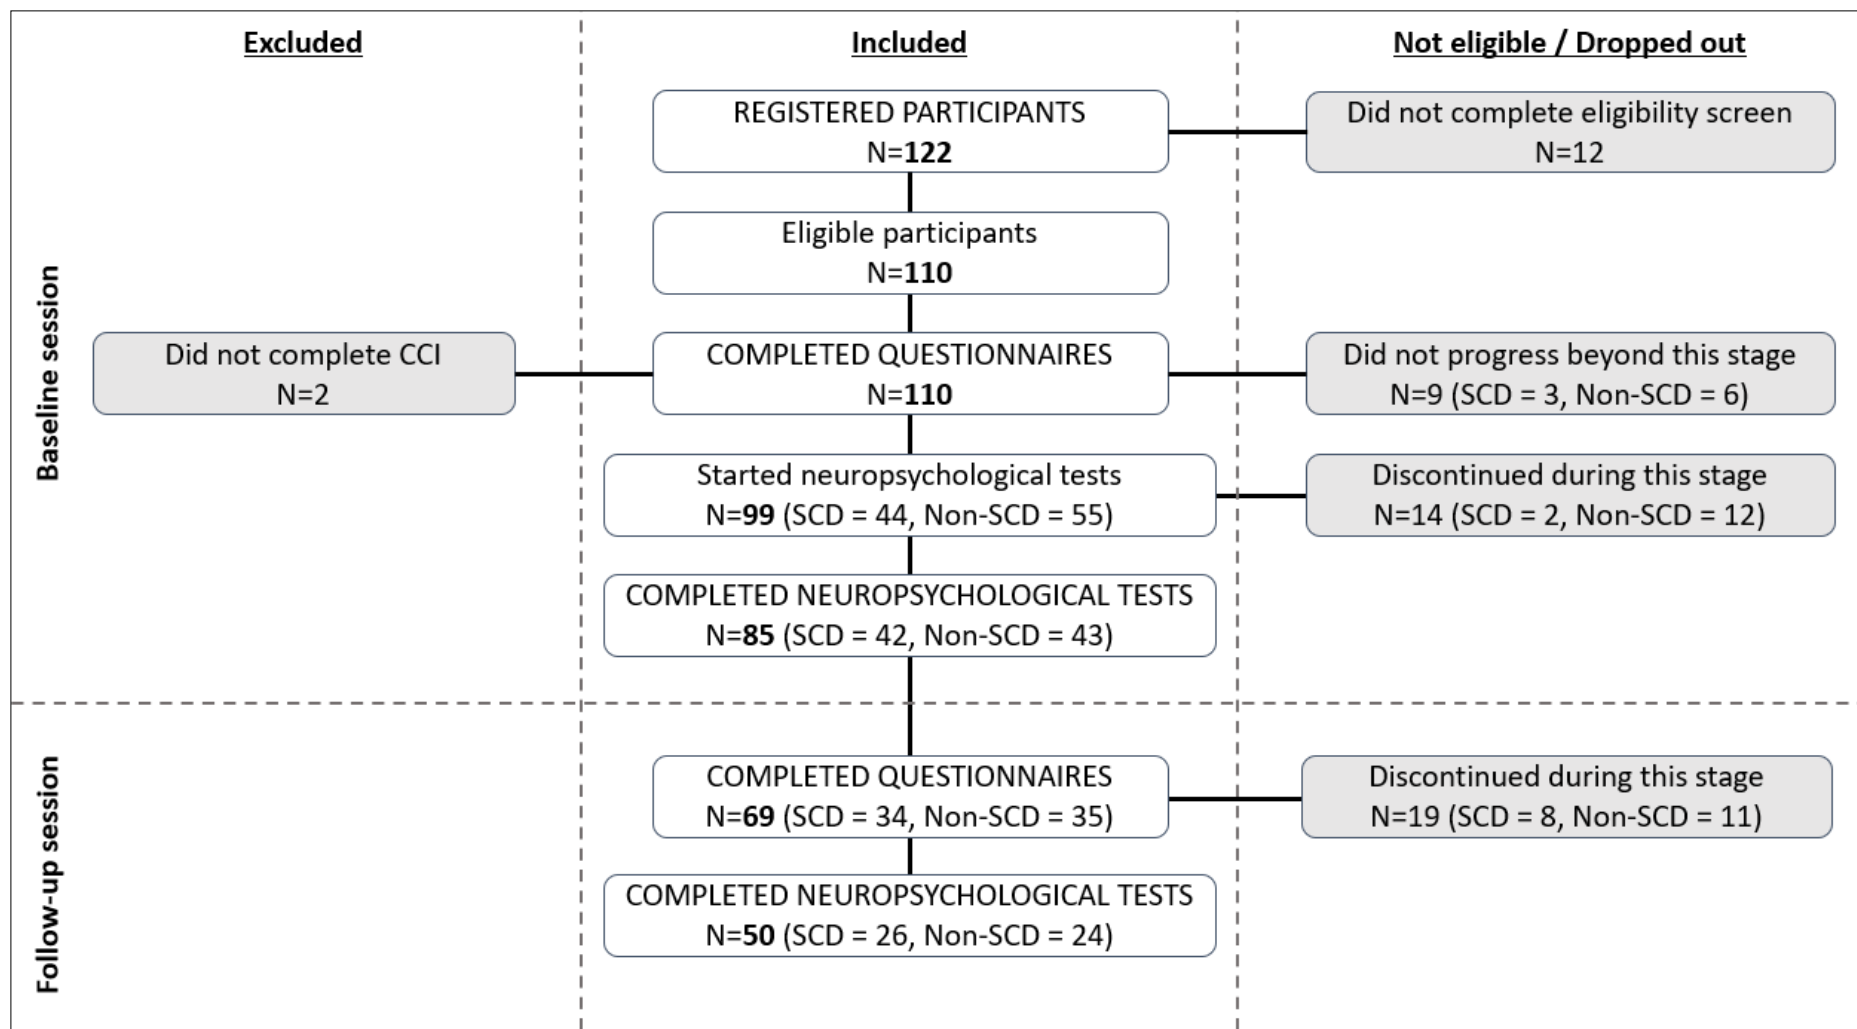 Excluded
Included
Not eligible / Dropped out
Baseline session
REGISTERED PARTICIPANTS
N=122
Did not complete eligibility screen
N=12
Eligible participants
N=110
Did not complete CCI
N=2
COMPLETED QUESTIONNAIRES
N=110
Did not progress beyond this stage
N=9 (SCD = 3, Non-SCD = 6)
Started neuropsychological tests
N=99 (SCD = 44, Non-SCD = 55)
Discontinued during this stage
N=14 (SCD = 2, Non-SCD = 12)
COMPLETED NEUROPSYCHOLOGICAL TESTS
N=85 (SCD = 42, Non-SCD = 43)
Follow-up session
COMPLETED QUESTIONNAIRES
N=69 (SCD = 34, Non-SCD = 35)
Discontinued during this stage
N=19 (SCD = 8, Non-SCD = 11)
COMPLETED NEUROPSYCHOLOGICAL TESTS
N=50 (SCD = 26, Non-SCD = 24)